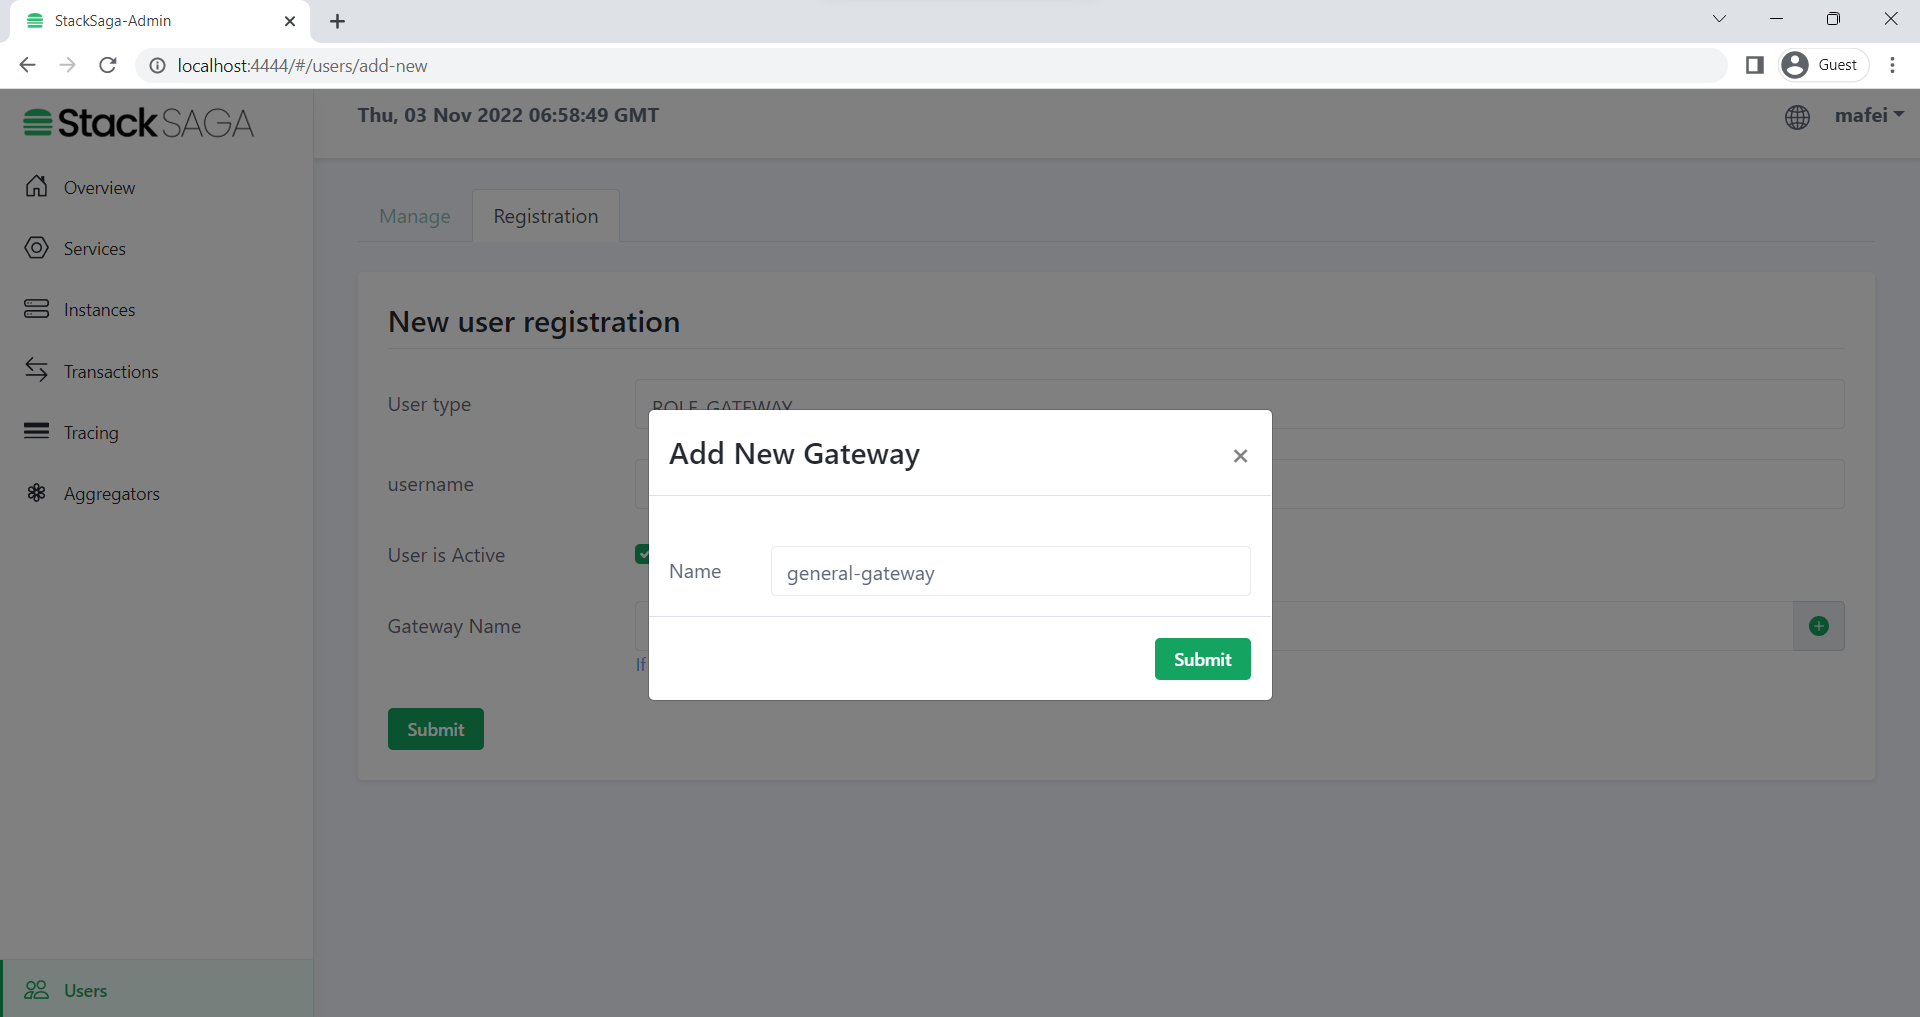 StackSaga-Admin
localhost:4444/#/users/add-new
Guest
StackSAGA
Thu, 03 Nov 2022 06:58:49 GMT
mafei
Overview
Services
Instances
Transactions
Tracing
Aggregators
Users
Manage
Registration
New user registration
User type
ROLE_GATEWAY
username
User is Active
Gateway Name
If
Submit
Add New Gateway
Name
general-gateway
Submit